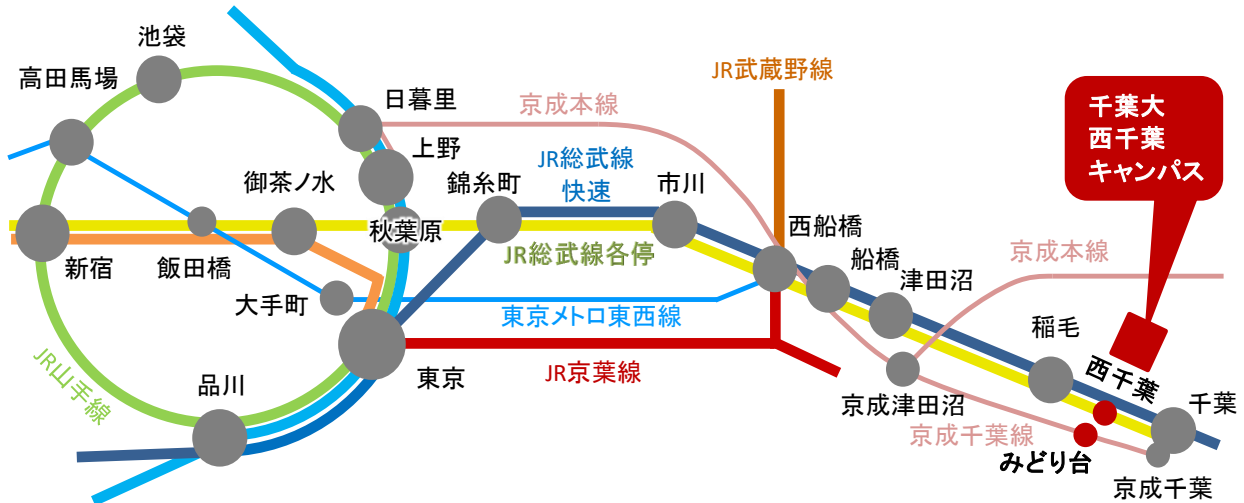 池袋
高田馬場
日暮里
京成本線
JR武蔵野線
千葉大
西千葉
キャンパス
上野
御茶ノ水
錦糸町
JR総武線
快速
市川
秋葉原
西船橋
新宿
飯田橋
JR総武線各停
船橋
京成本線
津田沼
大手町
東京メトロ東西線
稲毛
JR山手線
品川
東京
JR京葉線
西千葉
京成津田沼
千葉
京成千葉線
みどり台
京成千葉